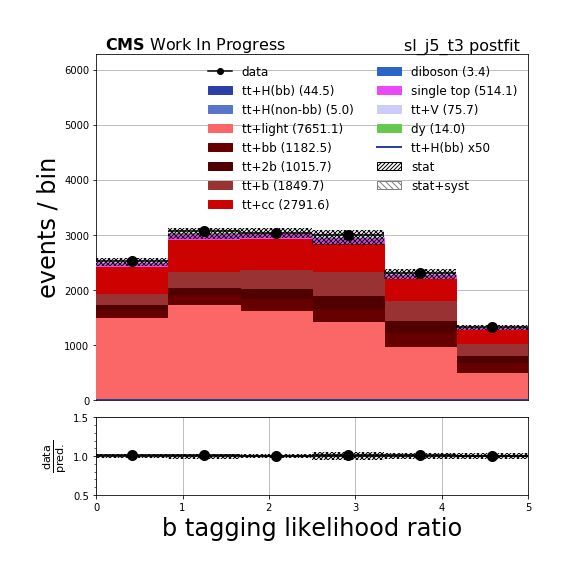 CMS Work In Progress
sl_j5_t3 postfit
data
tt+H(bb) (44.5)
tt+H(non-bb) (5.0)
tt+light (7651.1)
tt+bb (1182.5)
tt+2b (1015.7)
tt+b (1849.7)
tt+cc (2791.6)
diboson (3.4)
single top (514.1)
tt+V (75.7)
dy (14.0)
tt+H(bb) x50
stat
stat+syst
events / bin
6000
5000
4000
3000
2000
1000
0
data
pred.
1.5
1.0
0.5
0 1 2 3 4 5
b tagging likelihood ratio